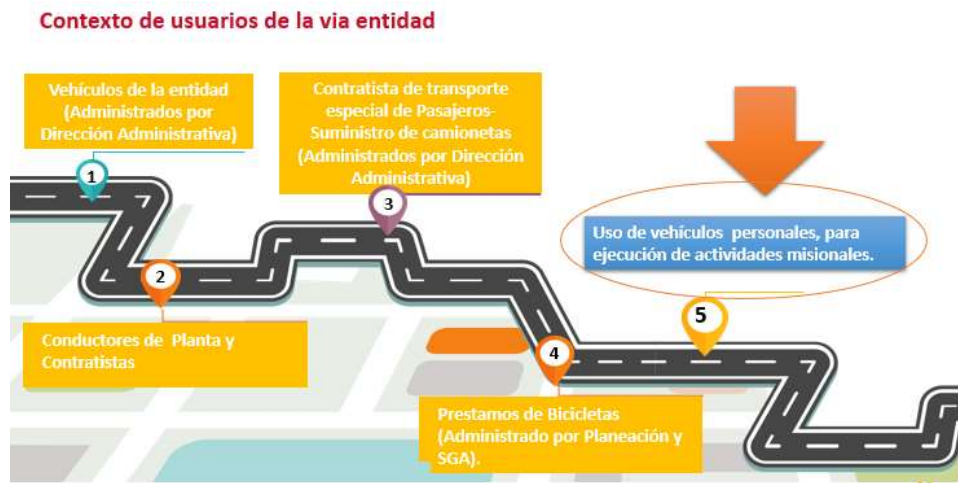 Contexto de usuarios de la via entidad
Vehículos de la entidad
(Administrados por
Dirección Administrativa)
1
2
Conductores de Planta y
Contratistas
Contratista de transporte
especial de Pasajeros-
Suministro de camionetas
(Administrados por Dirección
Administrativa)
3
4
Prestamos de Bicicletas
(Administrado por Planeación y
SGA).
Uso de vehículos personales, para
ejecución de actividades misionales.
5